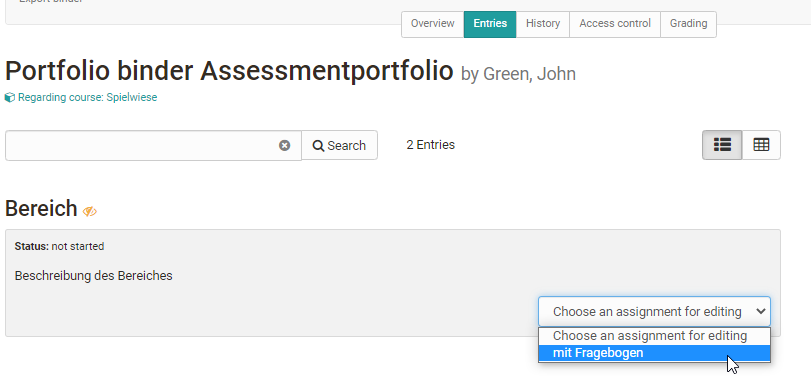 Export binder
Overview Entries History Access control Grading
Portfolio binder Assessmentportfolio by Green, John
Regarding course: Spielwiese
Search 2 Entries
Bereich
Status: not started
Beschreibung des Bereiches
Choose an assignment for editing
Choose an assignment for editing
mit Fragebogen